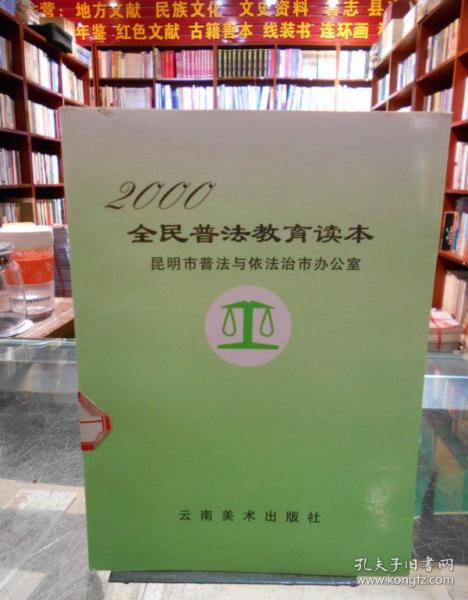 营：地方文献 民族文化 文史资料 省志 县
年鉴 红色文献 古籍善本 线装书 连环画
2000
全民普法教育读本
昆明市普法与依法治市办公室
云南美术出版社
孔夫子旧书网
www.kongfz.com